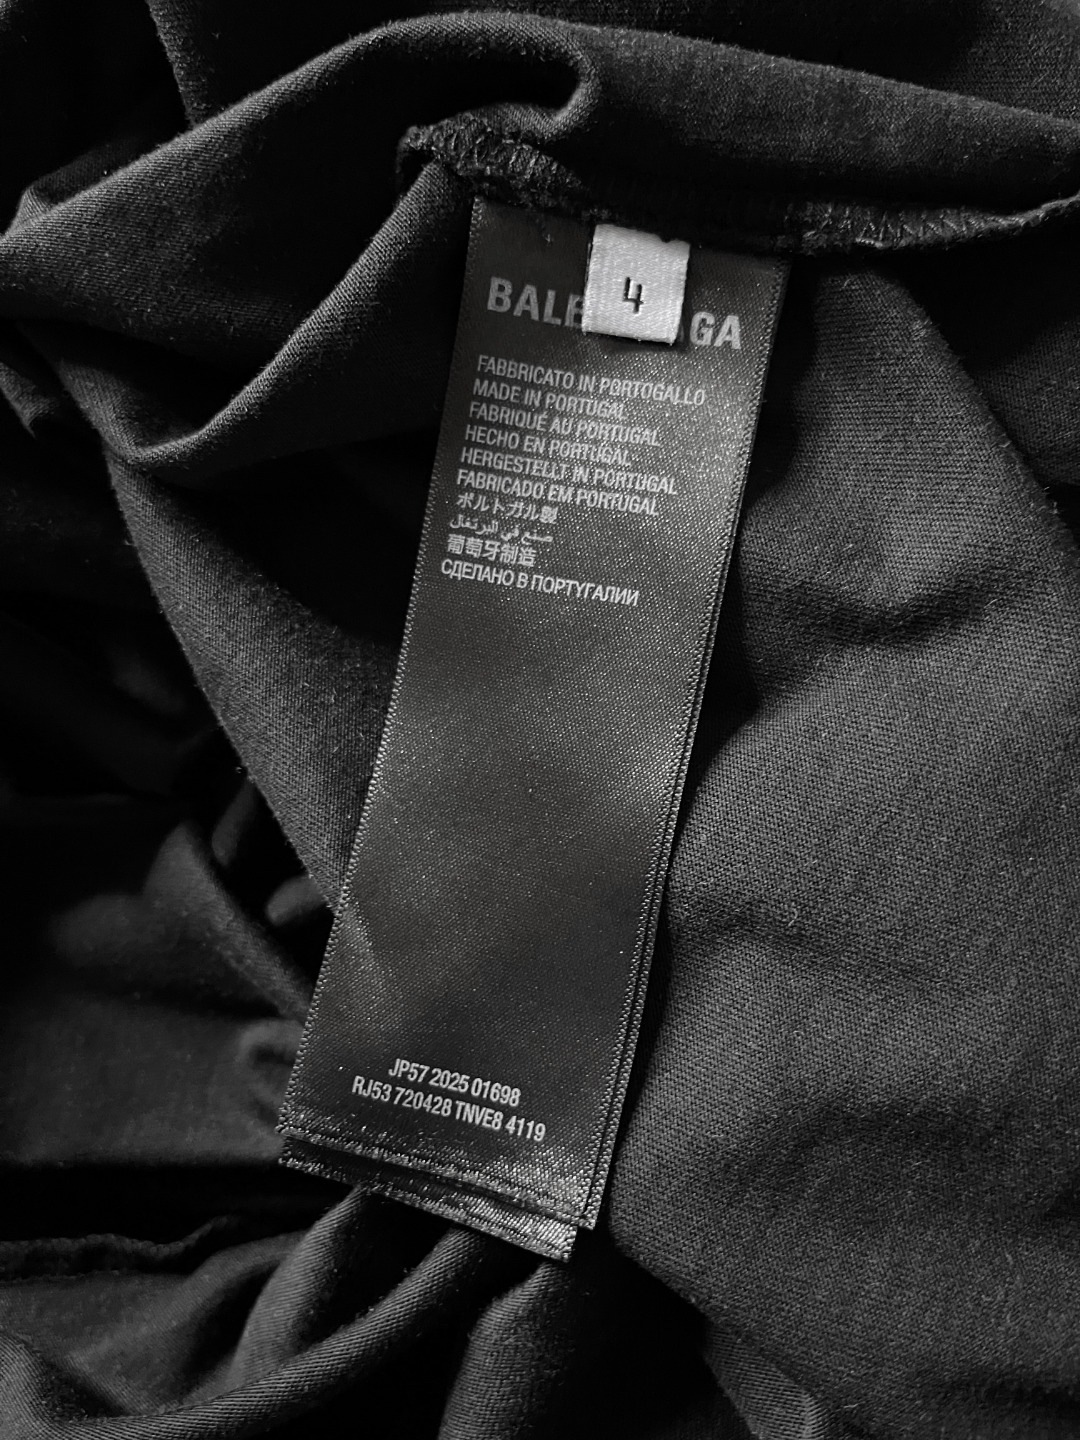 4
BALE GA
FABBRICATO IN PORTOGALLO
MADE IN PORTUGAL
FABRIQUÉ AU PORTUGAL
HECHO EN PORTUGAL
HERGESTELLT IN PORTUGAL
FABRICADO EM PORTUGAL
ポルトガル製
صنع في البرتغال
葡萄牙制造
СДЕЛАНО В ПОРТУГАЛИИ
JP57 2025 01698
RJ53 720428 TNVE8 4119